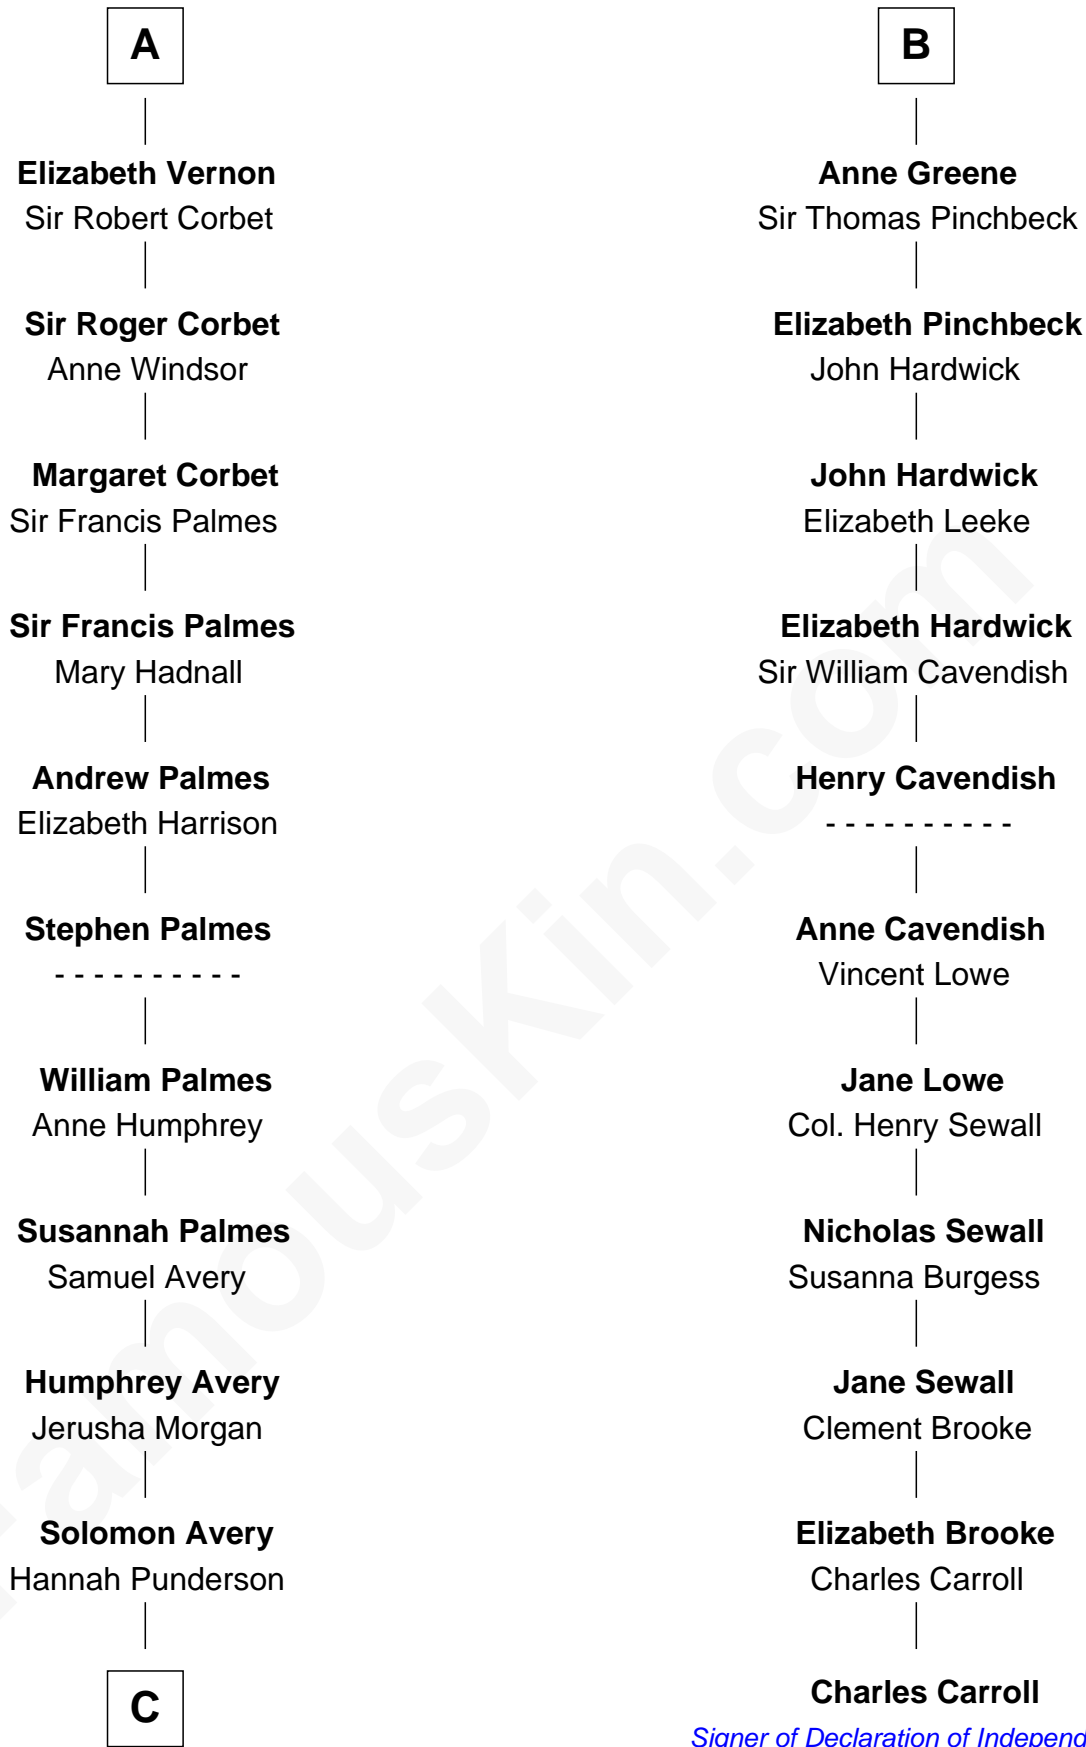 A
Elizabeth Vernon
Sir Robert Corbet
Sir Roger Corbet
Anne Windsor
Margaret Corbet
Sir Francis Palmes
Sir Francis Palmes
Mary Hadnall
Andrew Palmes
Elizabeth Harrison
Stephen Palmes
- - - - - - - - - -
William Palmes
Anne Humphrey
Susannah Palmes
Samuel Avery
Humphrey Avery
Jerusha Morgan
Solomon Avery
Hannah Punderson
C
B
Anne Greene
Sir Thomas Pinchbeck
Elizabeth Pinchbeck
John Hardwick
John Hardwick
Elizabeth Leeke
Elizabeth Hardwick
Sir William Cavendish
Henry Cavendish
- - - - - - - - - -
Anne Cavendish
Vincent Lowe
Jane Lowe
Col. Henry Sewall
Nicholas Sewall
Susanna Burgess
Jane Sewall
Clement Brooke
Elizabeth Brooke
Charles Carroll
Charles Carroll
Signer of Declaration of Independ
FamousKin.com